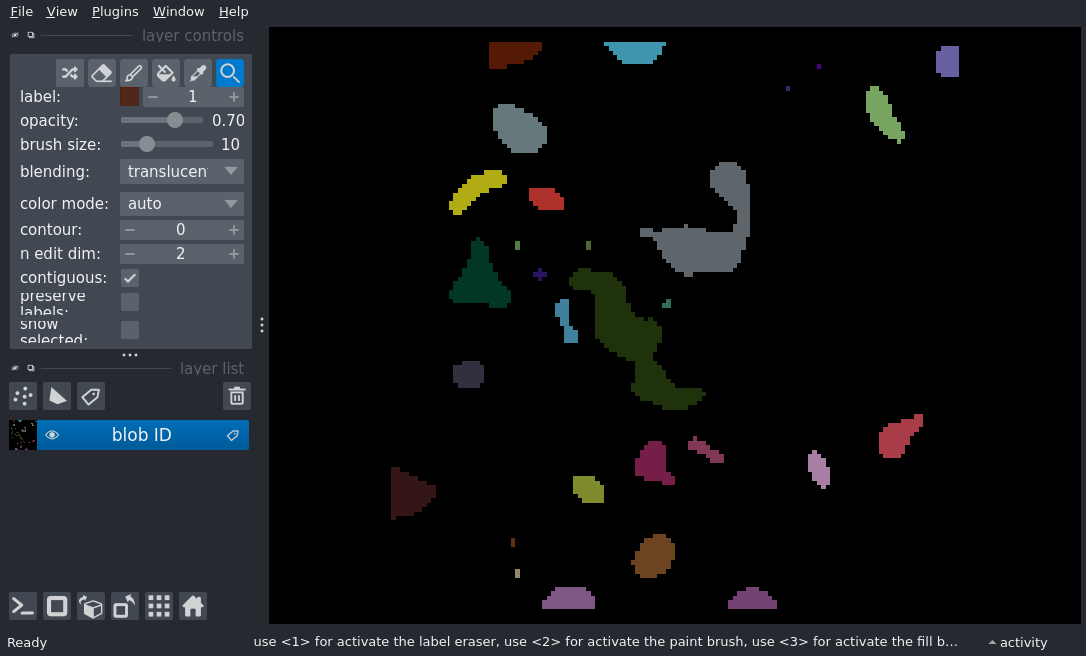 File View Plugins Window Help
layer controls
label: 1
opacity: 0.70
brush size: 10
blending: translucen
color mode: auto
contour: 0
n edit dim: 2
contiguous:
preserve
labels:
show
selected:
layer list
blob ID
Ready use <1> for activate the label eraser, use <2> for activate the paint brush, use <3> for activate the fill b... activity